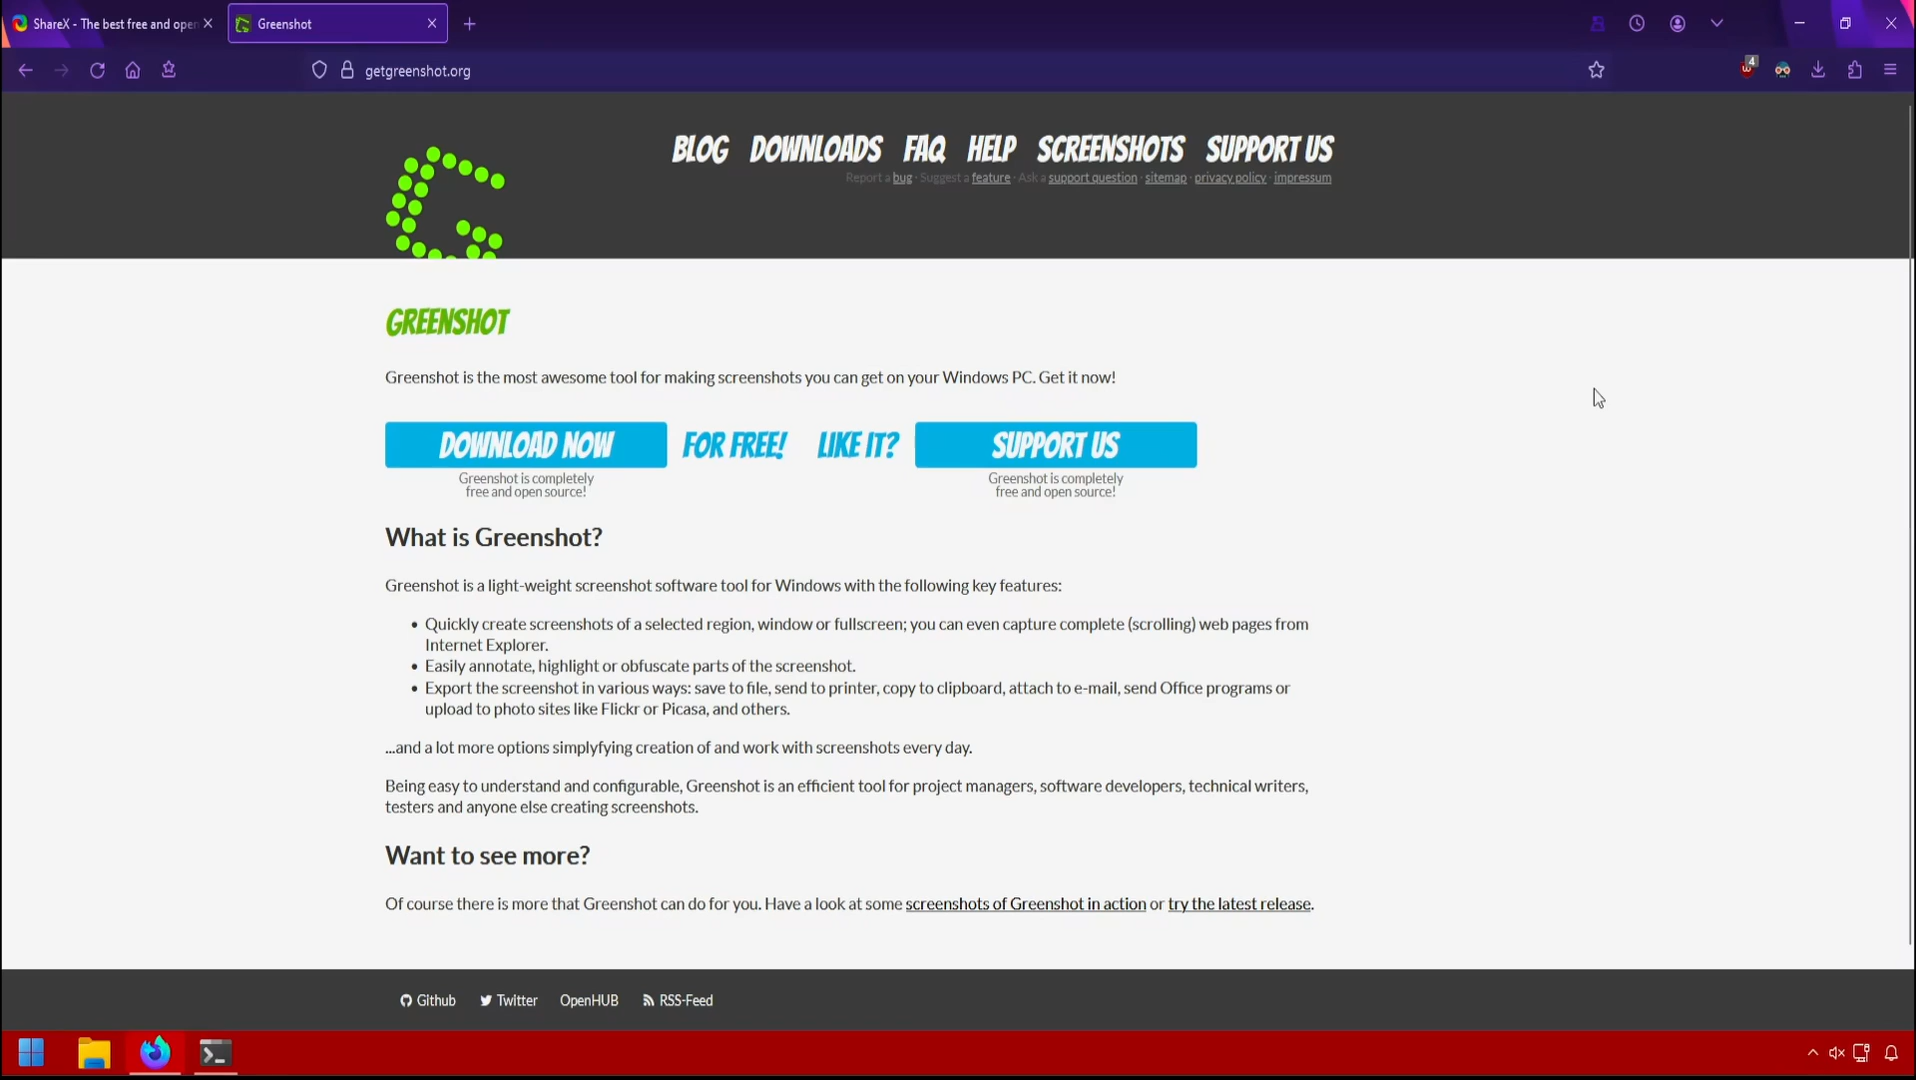 ShareX - The best free and open
Greenshot
getgreenshot.org
4
BLOG DOWNLOADS FAQ HELP SCREENSHOTS SUPPORT US
Report a bug · Suggest a feature · Ask a support question · sitemap · privacy policy · impressum
GREENSHOT
Greenshot is the most awesome tool for making screenshots you can get on your Windows PC. Get it now!
DOWNLOAD NOW FOR FREE! LIKE IT? SUPPORT US
Greenshot is completely
free and open source!
Greenshot is completely
free and open source!
What is Greenshot?
Greenshot is a light-weight screenshot software tool for Windows with the following key features:
• Quickly create screenshots of a selected region, window or fullscreen; you can even capture complete (scrolling) web pages from
Internet Explorer.
• Easily annotate, highlight or obfuscate parts of the screenshot.
• Export the screenshot in various ways: save to file, send to printer, copy to clipboard, attach to e-mail, send Office programs or
upload to photo sites like Flickr or Picasa, and others.
...and a lot more options simplyfying creation of and work with screenshots every day.
Being easy to understand and configurable, Greenshot is an efficient tool for project managers, software developers, technical writers,
testers and anyone else creating screenshots.
Want to see more?
Of course there is more that Greenshot can do for you. Have a look at some screenshots of Greenshot in action or try the latest release.
Github Twitter OpenHUB RSS-Feed